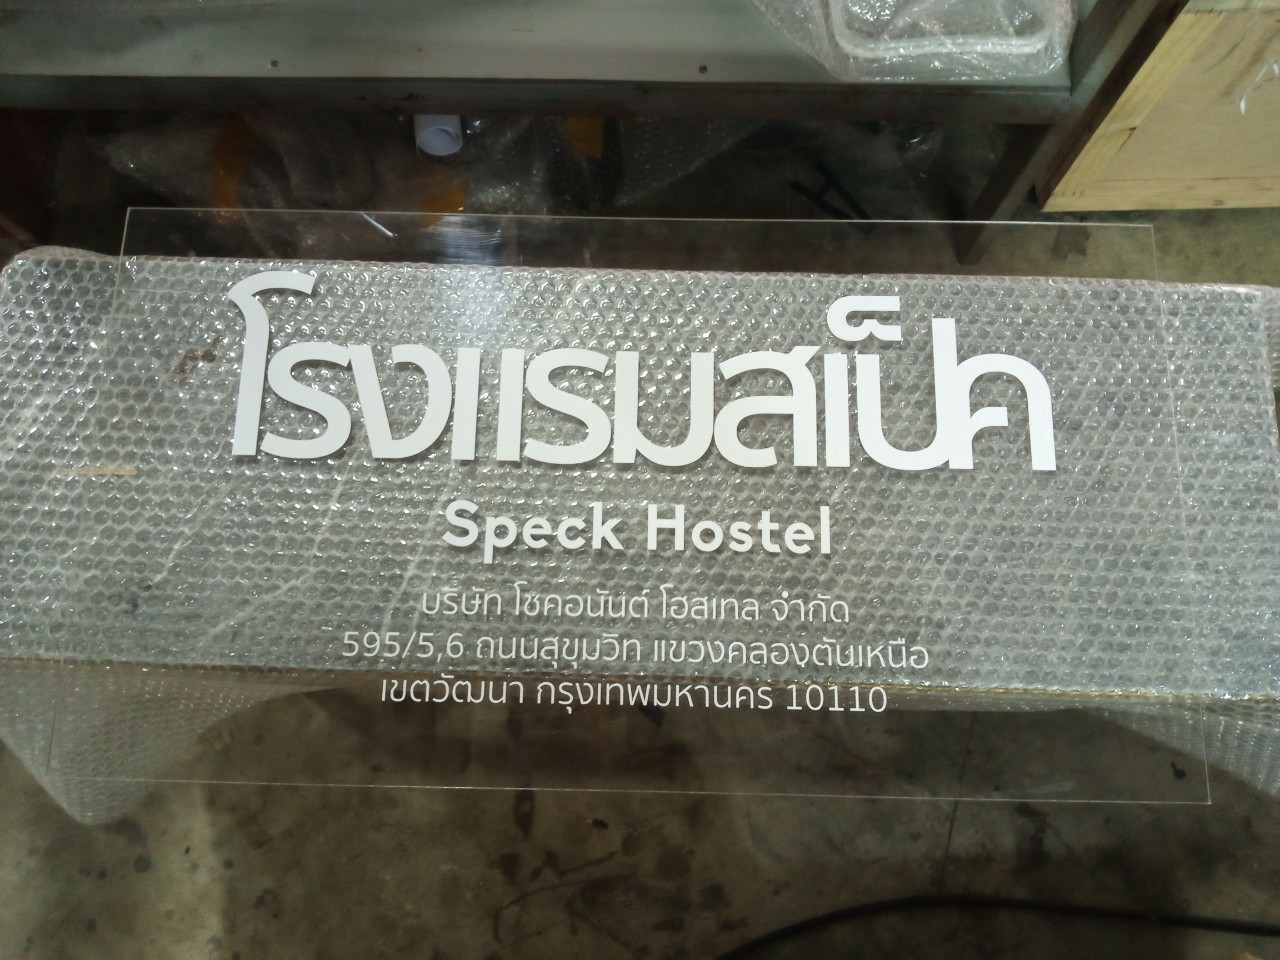 โรงแรมสเป็ค
Speck Hostel
บริษัท โชคอนันต์ โฮสเทล จำกัด
595/5,6 ถนนสุขุมวิท แขวงคลองตันเหนือ
เขตวัฒนา กรุงเทพมหานคร 10110